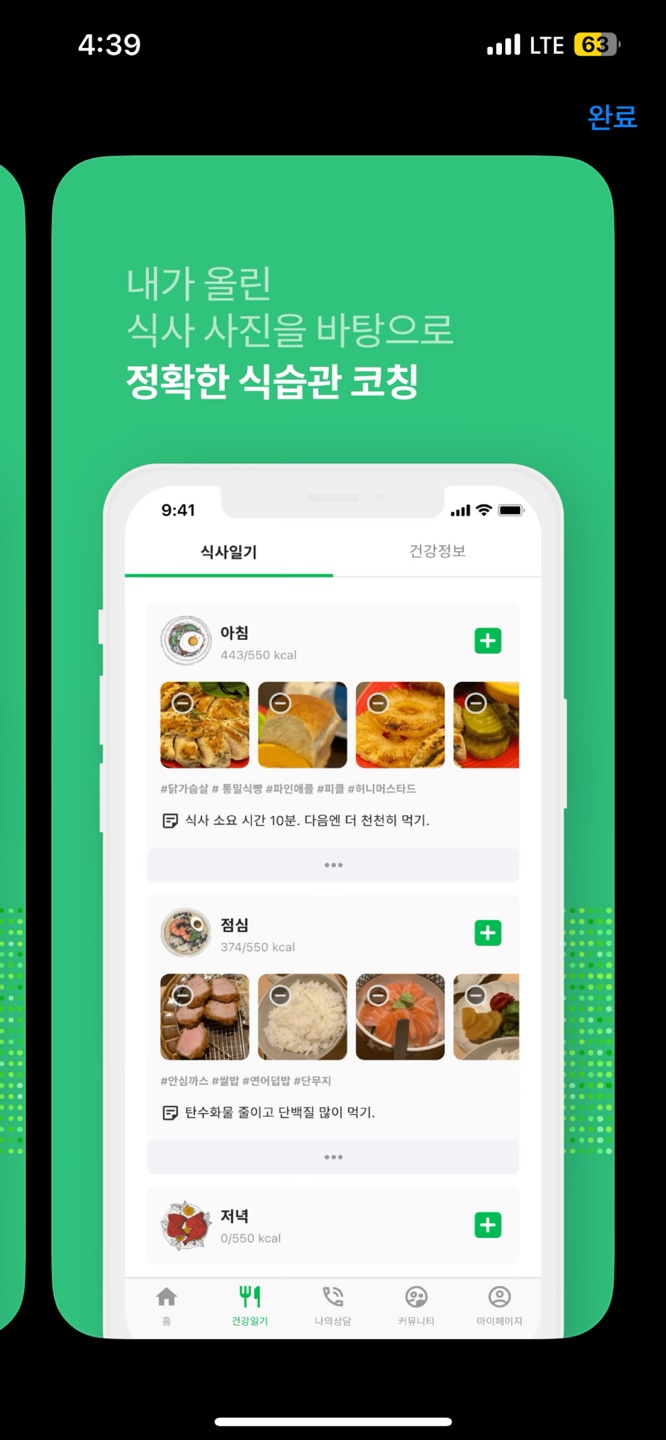 4:39
LTE 63
완료
내가 올린
식사 사진을 바탕으로
정확한 식습관 코칭
9:41
식사일기 건강정보
아침
443/550 kcal
#닭가슴살 # 통밀식빵 #파인애플 #피클 #허니머스타드
식사 소요 시간 10분. 다음엔 더 천천히 먹기.
점심
374/550 kcal
#안심까스 #쌀밥 #연어덥밥 #단무지
탄수화물 줄이고 단백질 많이 먹기.
저녁
0/550 kcal
홈 건강일기 나의상담 커뮤니티 마이페이지